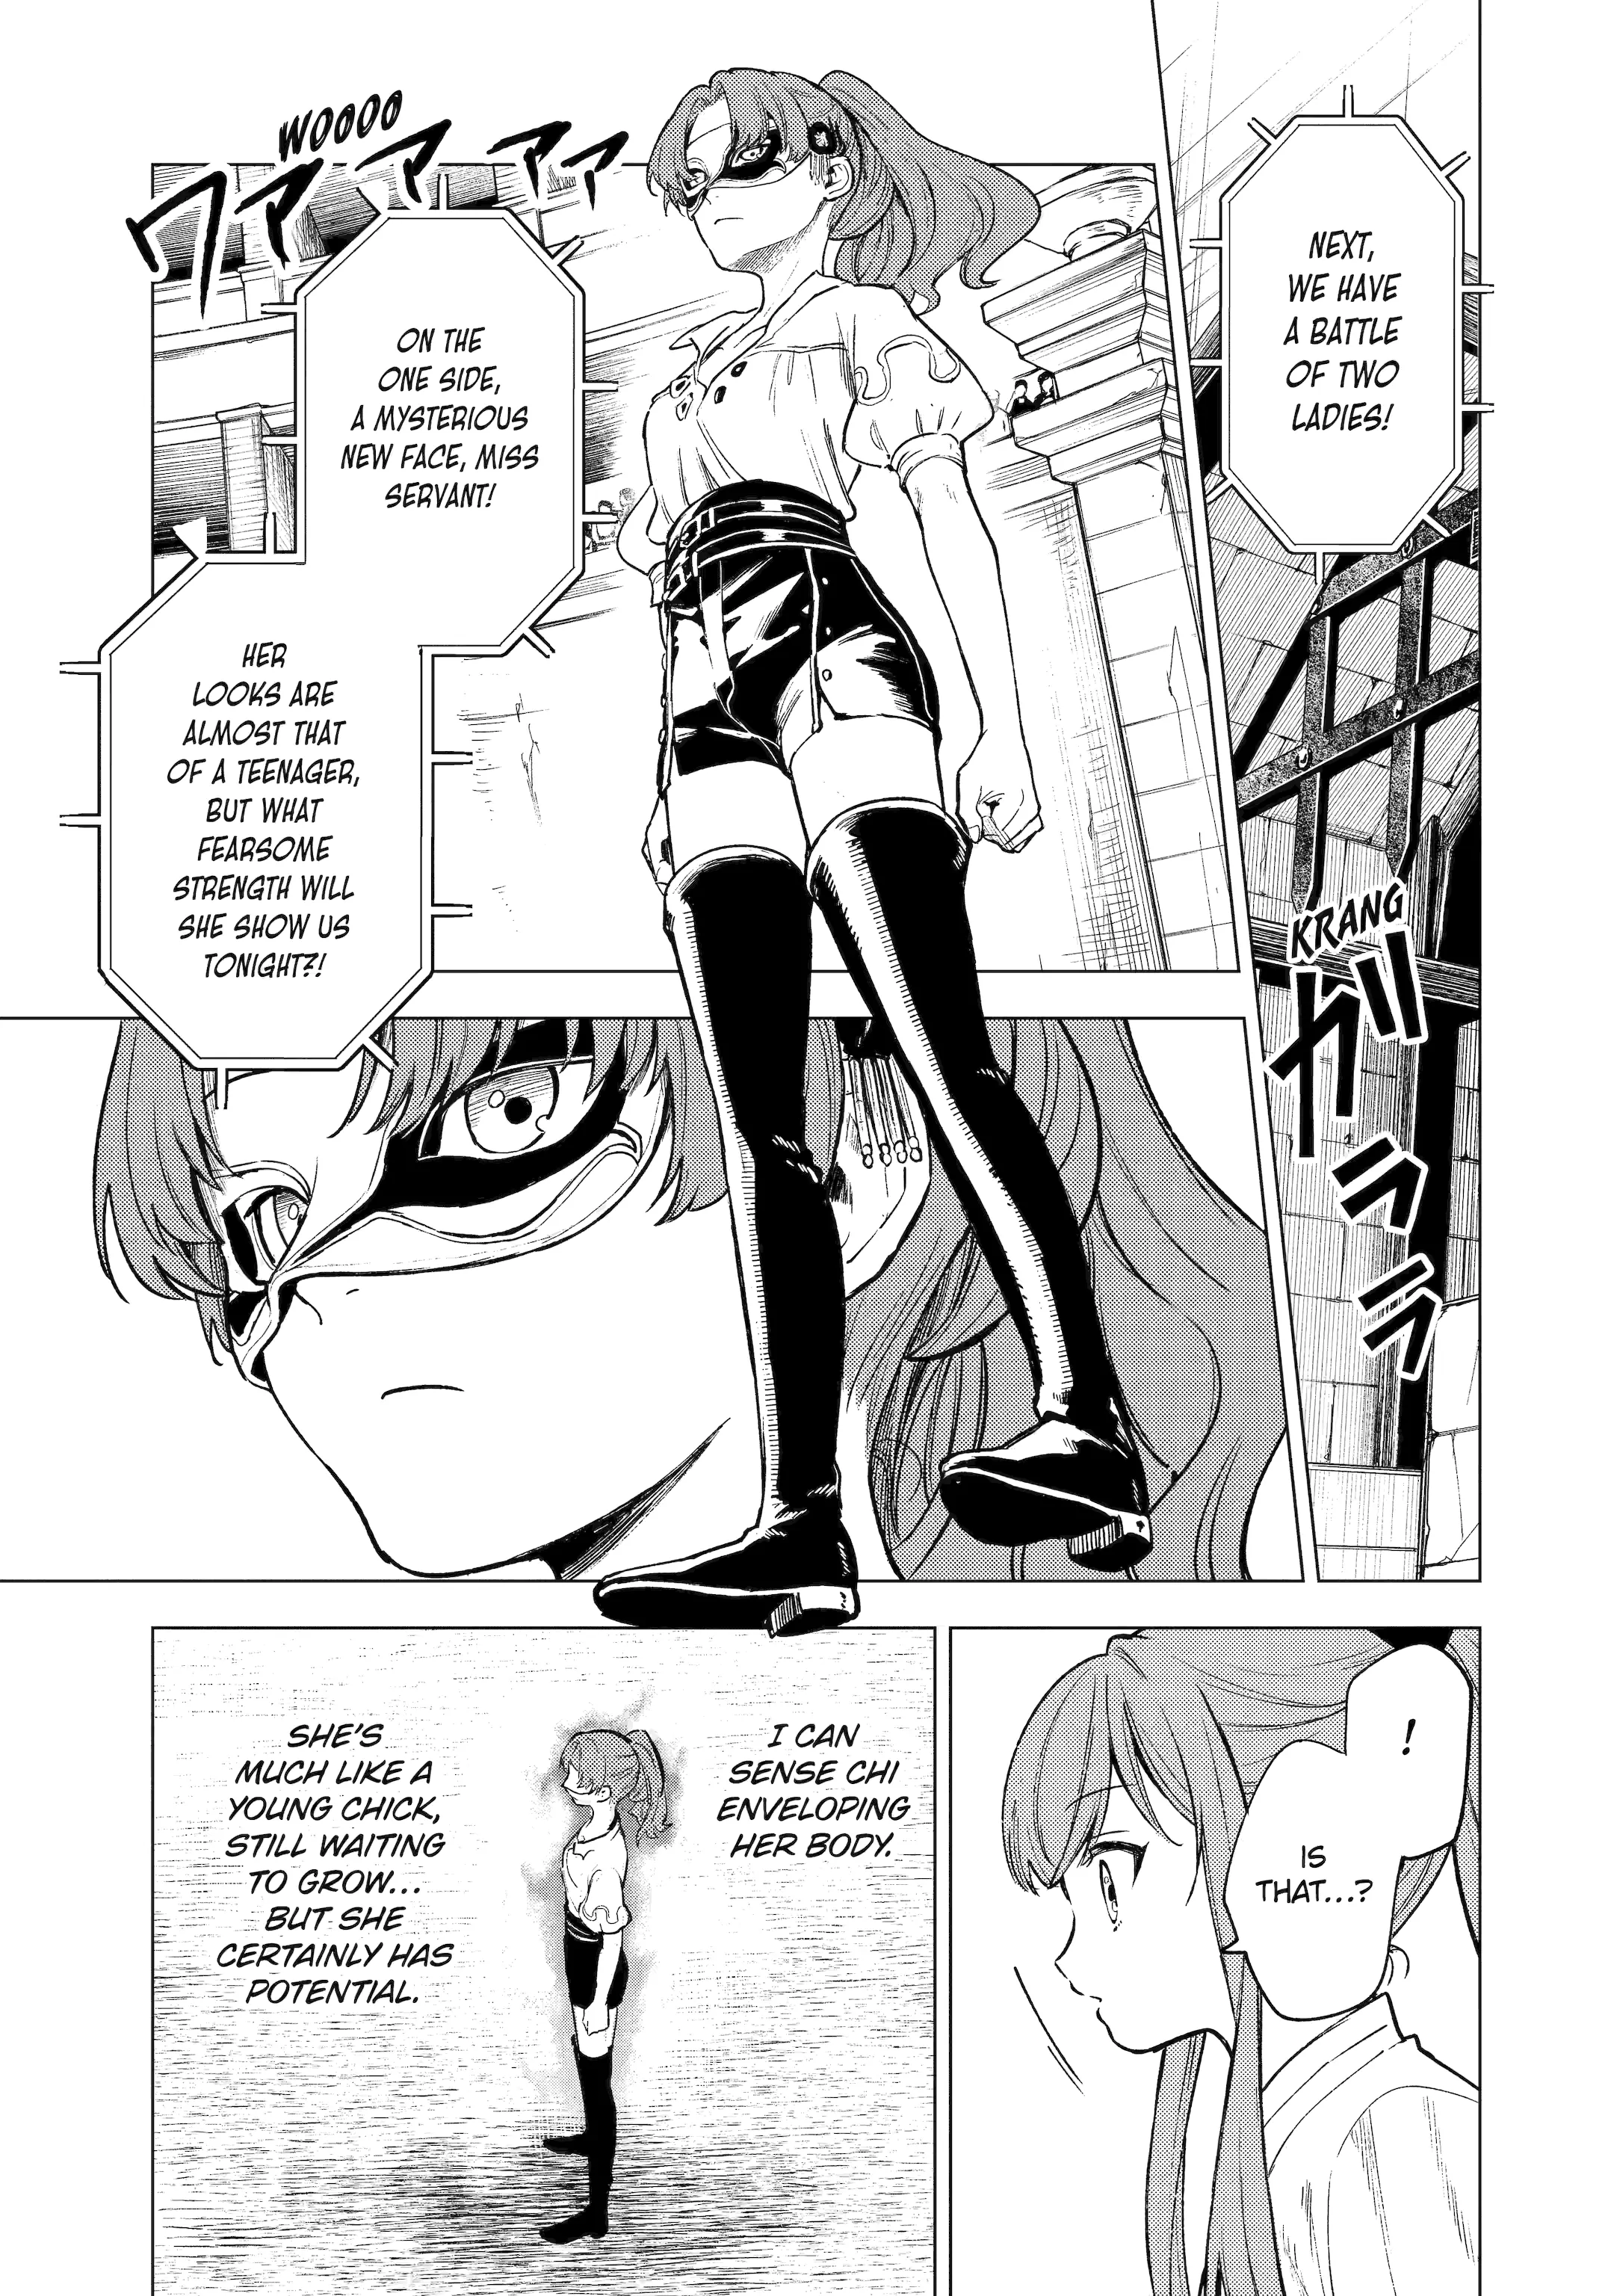 NEXT,
WE HAVE
A BATTLE
OF TWO
LADIES!
KRANG
ガララララ
WOOOO
ワアアアア
ON THE
ONE SIDE,
A MYSTERIOUS
NEW FACE, MISS
SERVANT!
HER
LOOKS ARE
ALMOST THAT
OF A TEENAGER,
BUT WHAT
FEARSOME
STRENGTH WILL
SHE SHOW US
TONIGHT?!
!
IS
THAT...?
I CAN
SENSE CHI
ENVELOPING
HER BODY.
SHE'S
MUCH LIKE A
YOUNG CHICK,
STILL WAITING
TO GROW...
BUT SHE
CERTAINLY HAS
POTENTIAL.